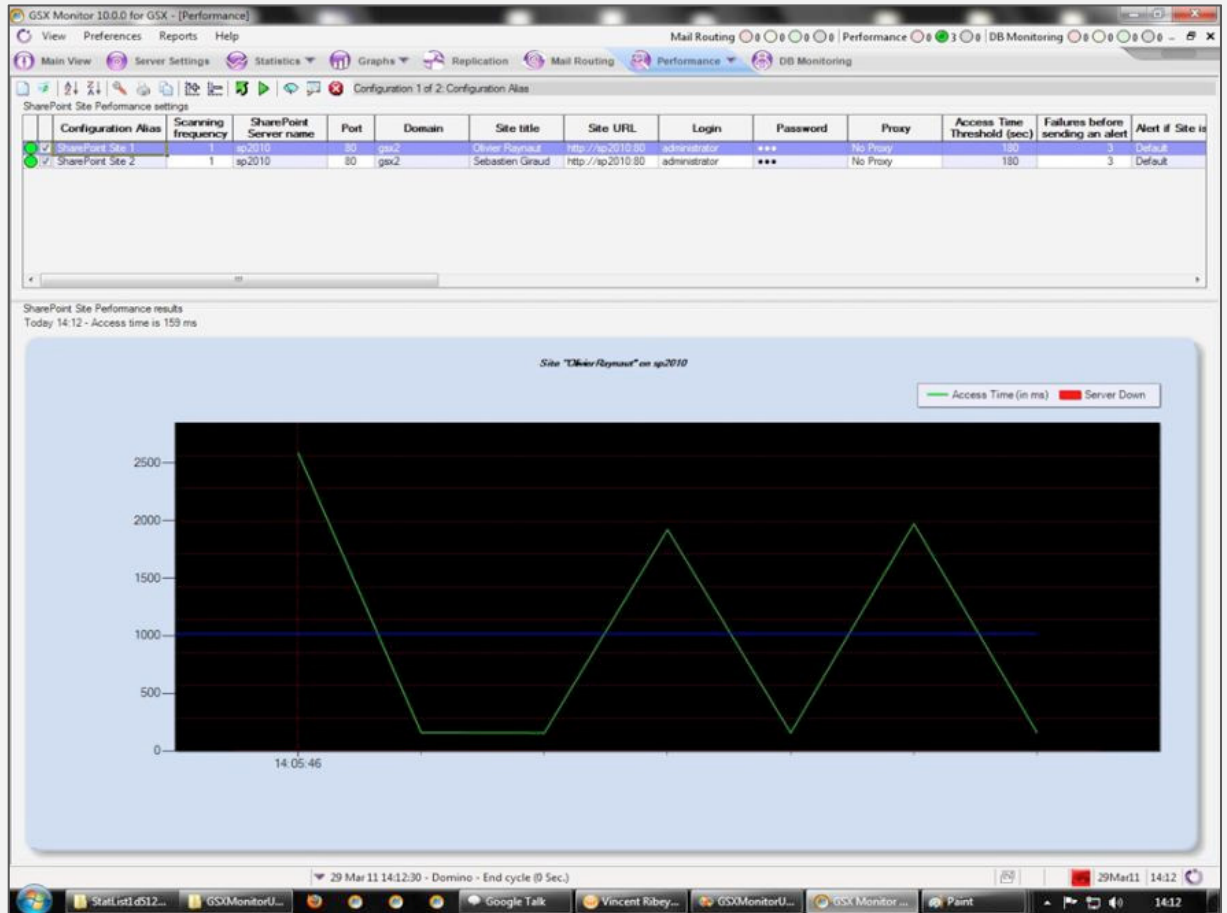 GSX Monitor 10.0.0 for GSX - [Performance]
View Preferences Reports Help
Mail Routing 0 0 0 0 Performance 0 3 0 DB Monitoring 0 0 0 0
Main View Server Settings Statistics Graphs Replication Mail Routing Performance DB Monitoring
Configuration 1 of 2: Configuration Alias
SharePoint Site Performance settings
Configuration Alias Scanning frequency SharePoint Server name Port Domain Site title Site URL Login Password Proxy Access Time Threshold (sec) Failures before sending an alert Alert if Site is
SharePoint Site 1 1 sp2010 80 gsx2 Olivier Raynaut http://sp2010:80 administrator ●●● No Proxy 180 3 Default
SharePoint Site 2 1 sp2010 80 gsx2 Sebastien Giraud http://sp2010:80 administrator ●●● No Proxy 180 3 Default
SharePoint Site Performance results
Today 14:12 - Access time is 159 ms
Site "Olivier Raynaut" on sp2010
Access Time (in ms) Server Down
2500
2000
1500
1000
500
0
14:05:46
29 Mar 11 14:12:30 - Domino - End cycle (0 Sec.)
29Mar11 14:12
StatList1d512... GSXMonitorU... Google Talk Vincent Ribey... GSXMonitorU... GSX Monitor ... Paint 14:12